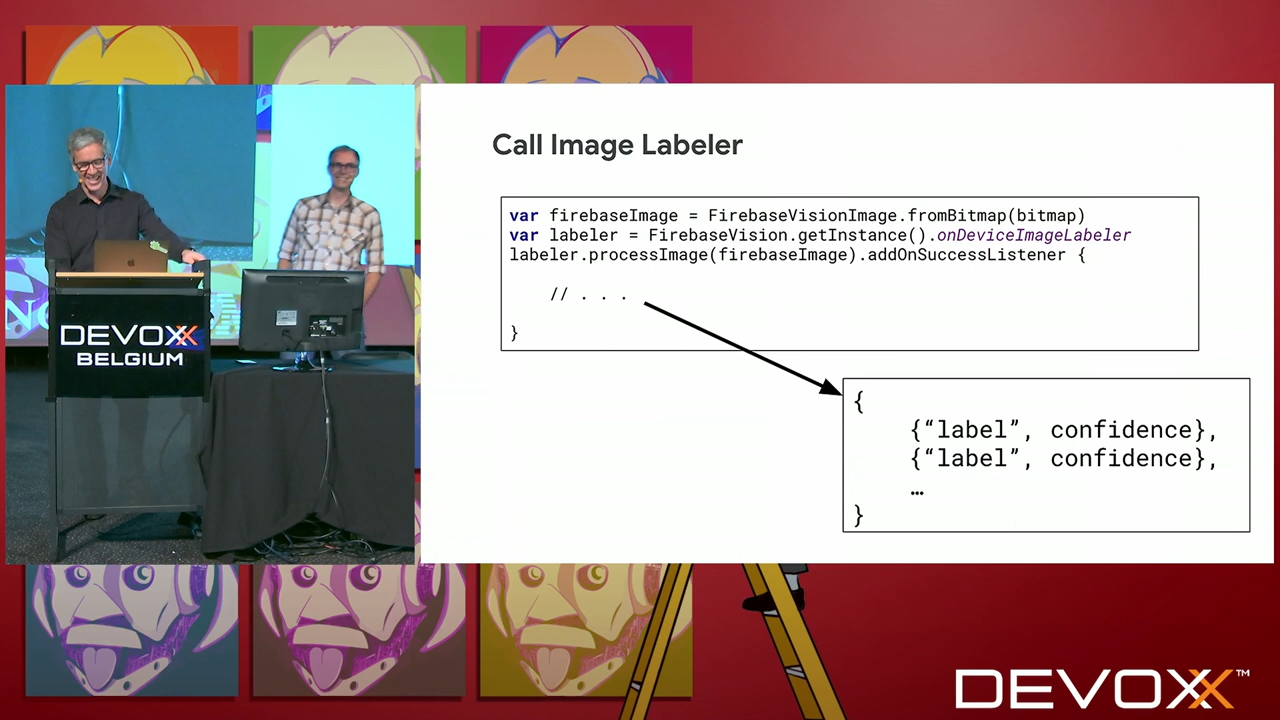 Call Image Labeler
var firebaseImage = FirebaseVisionImage.fromBitmap(bitmap)
var labeler = FirebaseVision.getInstance().onDeviceImageLabeler
labeler.processImage(firebaseImage).addOnSuccessListener {
// . . .
}
{
{“label”, confidence},
{“label”, confidence},
…
}
DEVOXX
BELGIUM
DEVOXX™